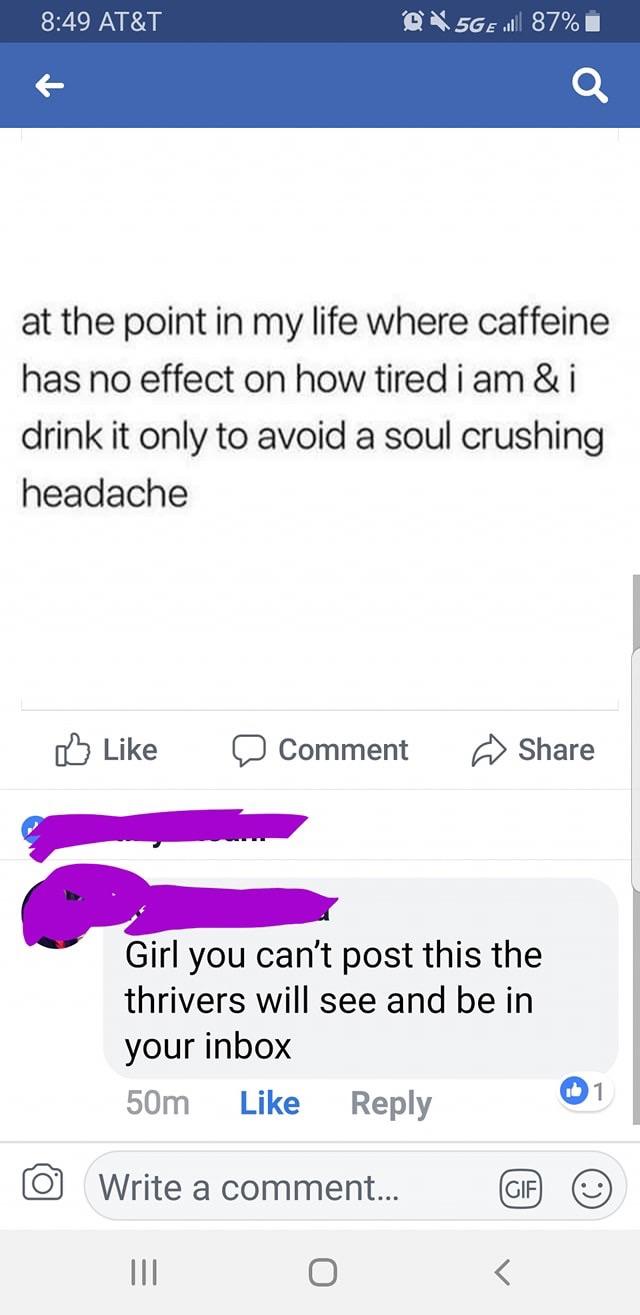 8:49 AT&T 5GE 87%
at the point in my life where caffeine
has no effect on how tired i am & i
drink it only to avoid a soul crushing
headache
Like Comment Share
Girl you can't post this the
thrivers will see and be in
your inbox
50m Like Reply 1
Write a comment... GIF